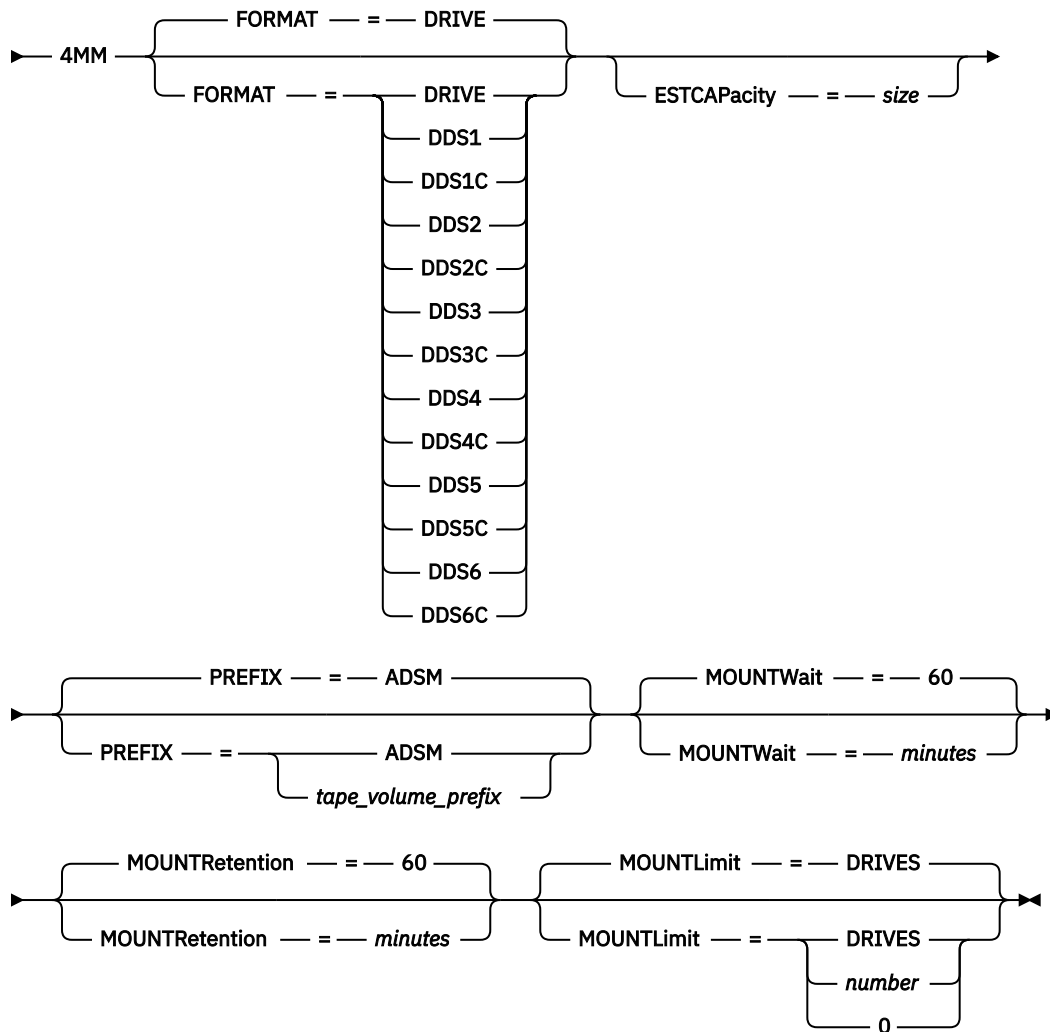 FORMAT = DRIVE
4MM
FORMAT = DRIVE
ESTCAPacity = size
DDS1
DDS1C
DDS2
DDS2C
DDS3
DDS3C
DDS4
DDS4C
DDS5
DDS5C
DDS6
DDS6C
PREFIX = ADSM
MOUNTWait = 60
PREFIX = ADSM
MOUNTWait = minutes
tape_volume_prefix
MOUNTRetention = 60
MOUNTLimit = DRIVES
MOUNTRetention = minutes
MOUNTLimit = DRIVES
number
0